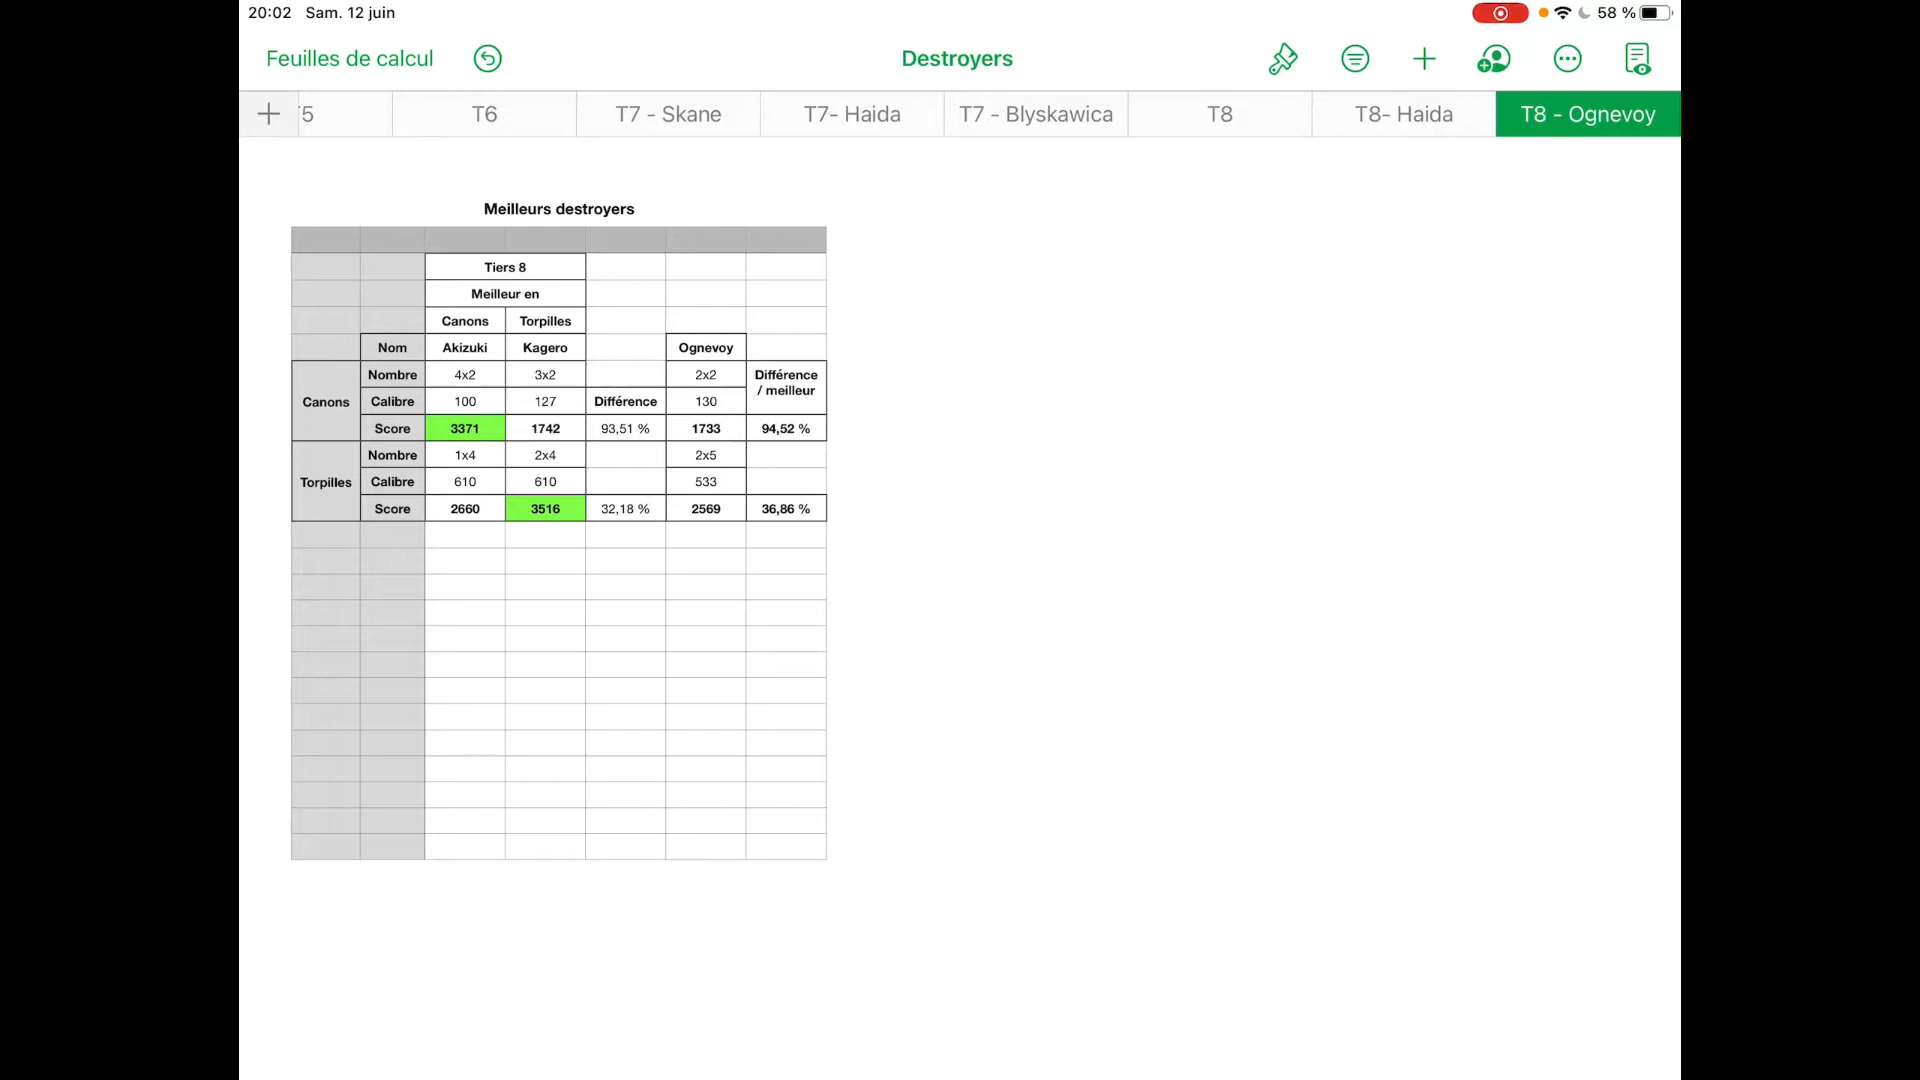 20:02 Sam. 12 juin 58 %
Feuilles de calcul Destroyers
T5 T6 T7 - Skane T7- Haida T7 - Blyskawica T8 T8- Haida T8 - Ognevoy
Meilleurs destroyers
Tiers 8
Meilleur en
Canons Torpilles
Nom Akizuki Kagero Ognevoy
Canons Nombre 4x2 3x2 2x2 Différence / meilleur
Calibre 100 127 Différence 130
Score 3371 1742 93,51 % 1733 94,52 %
Torpilles Nombre 1x4 2x4 2x5
Calibre 610 610 533
Score 2660 3516 32,18 % 2569 36,86 %